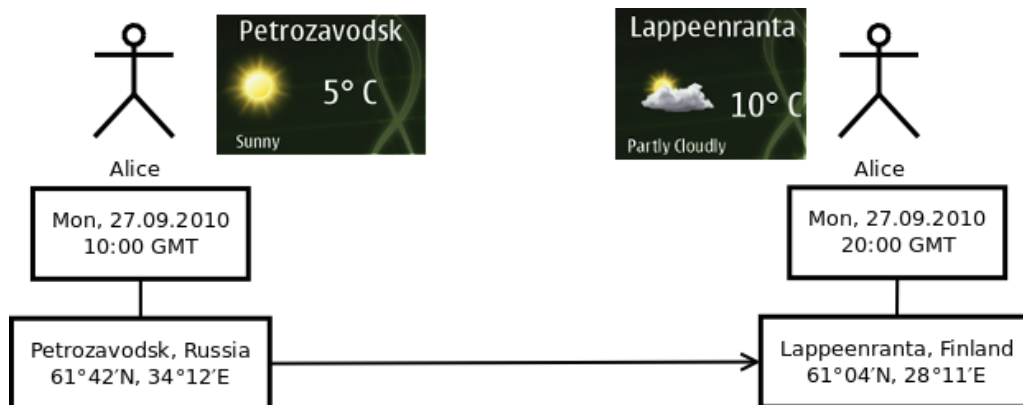 Petrozavodsk
5° C
Sunny
Alice
Mon, 27.09.2010
10:00 GMT
Petrozavodsk, Russia
61°42′N, 34°12′E
Lappeenranta
10° C
Partly Cloudly
Alice
Mon, 27.09.2010
20:00 GMT
Lappeenranta, Finland
61°04′N, 28°11′E